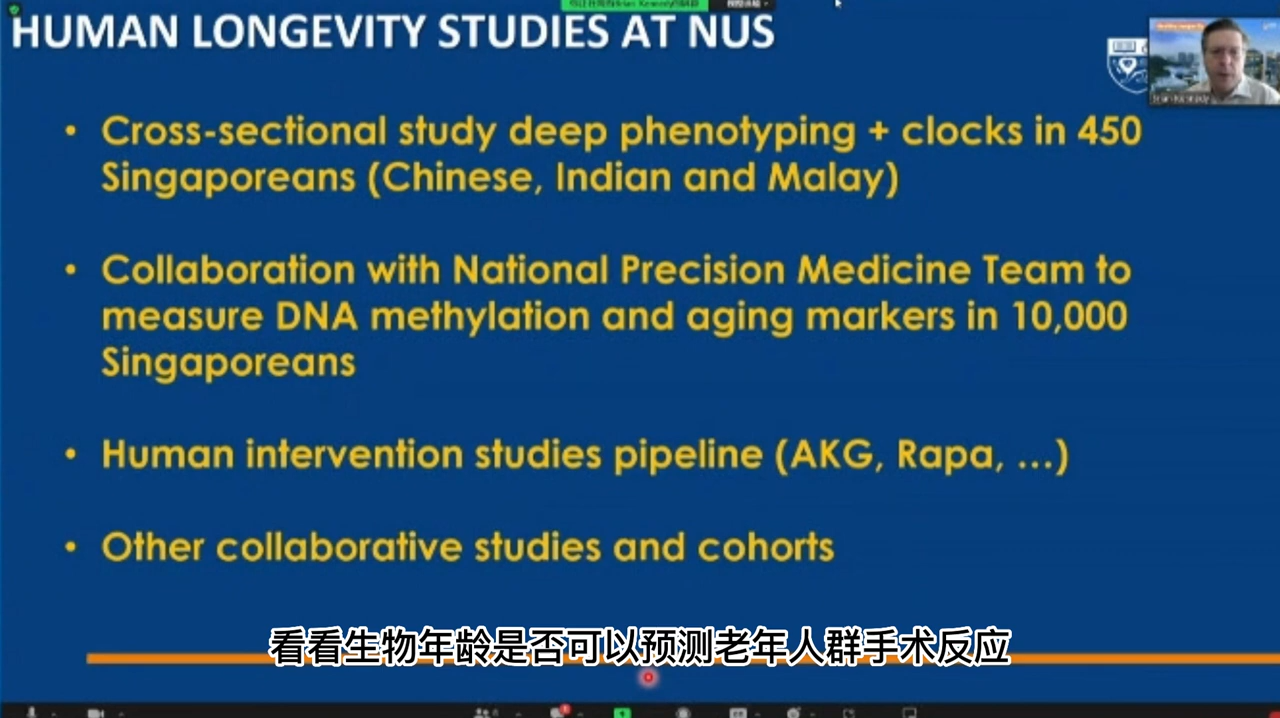 HUMAN LONGEVITY STUDIES AT NUS
• Cross-sectional study deep phenotyping + clocks in 450
Singaporeans (Chinese, Indian and Malay)
• Collaboration with National Precision Medicine Team to
measure DNA methylation and aging markers in 10,000
Singaporeans
• Human intervention studies pipeline (AKG, Rapa, ...)
• Other collaborative studies and cohorts
看看生物年龄是否可以预测老年人群手术反应
Brian Kennedy